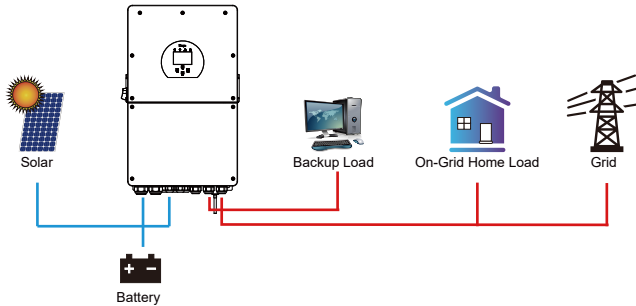 Solar
Backup Load
On-Grid Home Load
Grid
+ −
Battery